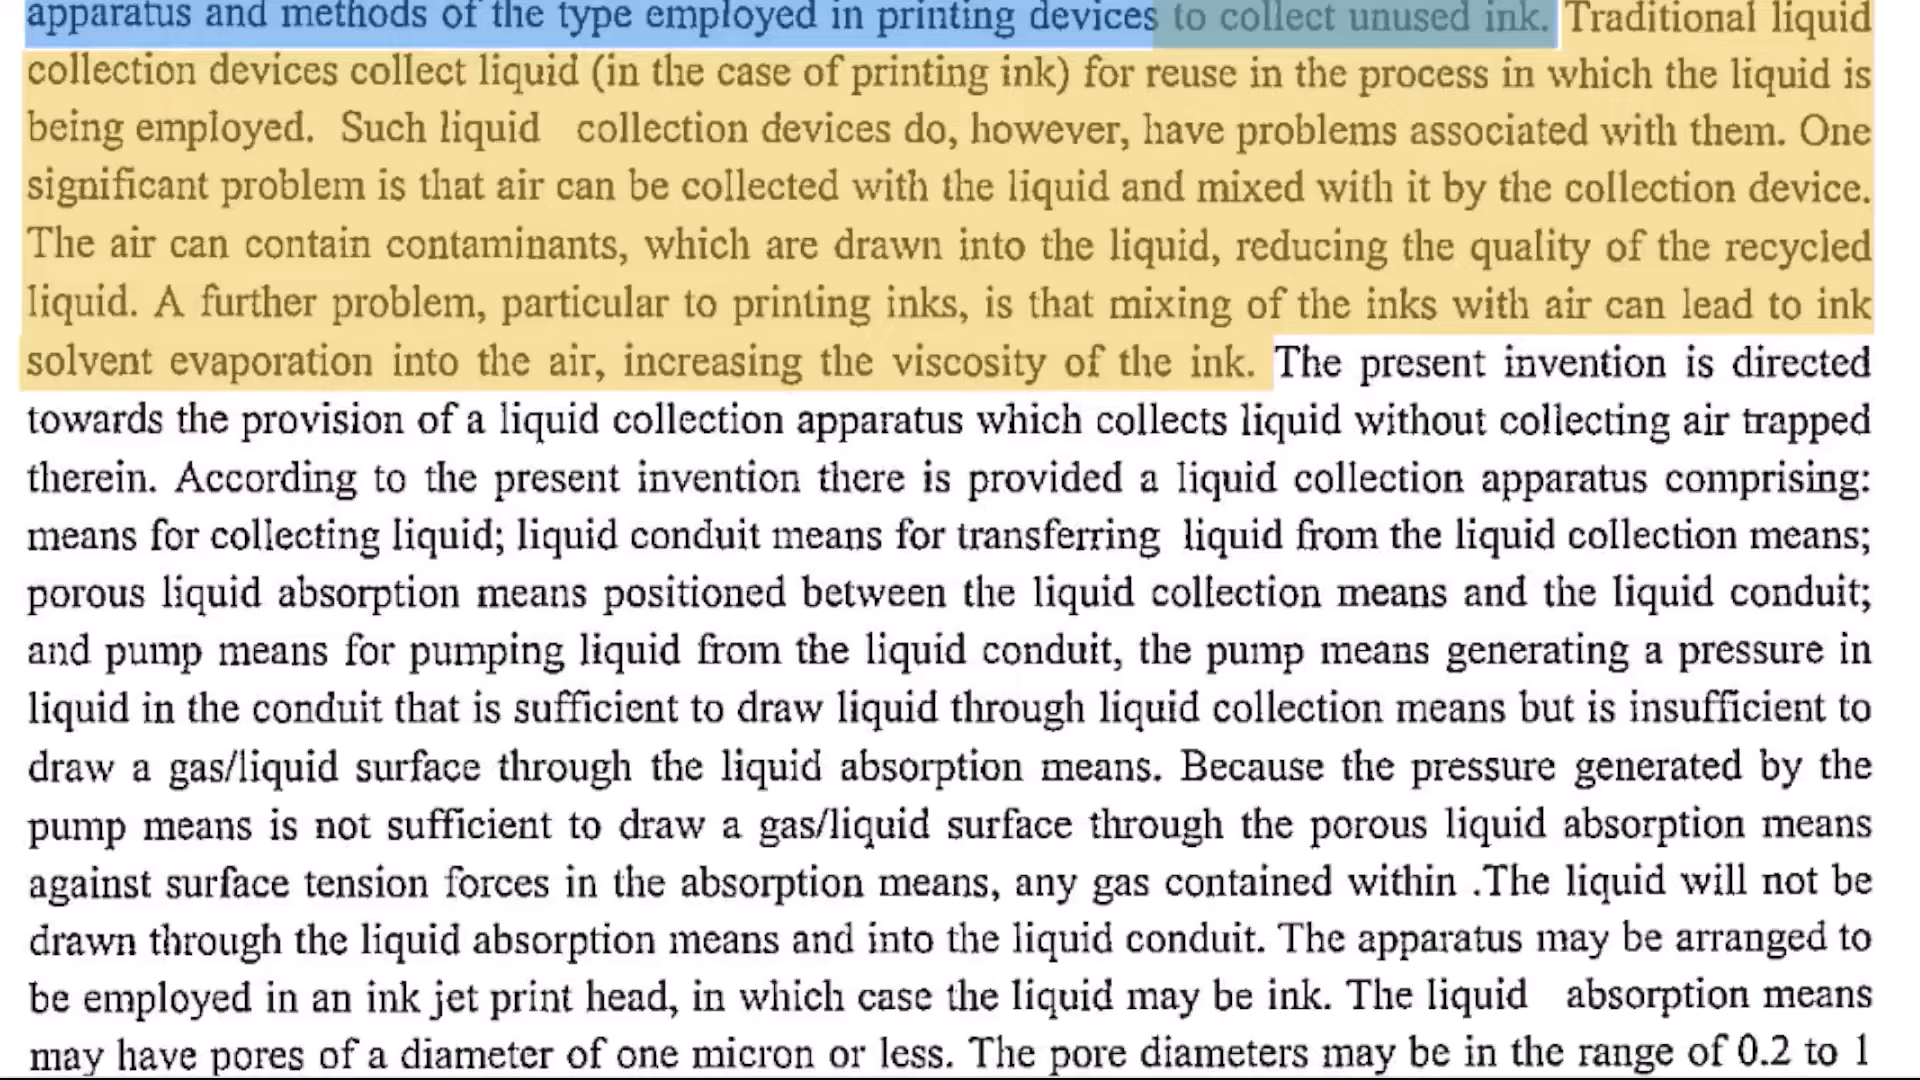 apparatus and methods of the type employed in printing devices to collect unused ink. Traditional liquid
collection devices collect liquid (in the case of printing ink) for reuse in the process in which the liquid is
being employed. Such liquid collection devices do, however, have problems associated with them. One
significant problem is that air can be collected with the liquid and mixed with it by the collection device.
The air can contain contaminants, which are drawn into the liquid, reducing the quality of the recycled
liquid. A further problem, particular to printing inks, is that mixing of the inks with air can lead to ink
solvent evaporation into the air, increasing the viscosity of the ink. The present invention is directed
towards the provision of a liquid collection apparatus which collects liquid without collecting air trapped
therein. According to the present invention there is provided a liquid collection apparatus comprising:
means for collecting liquid; liquid conduit means for transferring liquid from the liquid collection means;
porous liquid absorption means positioned between the liquid collection means and the liquid conduit;
and pump means for pumping liquid from the liquid conduit, the pump means generating a pressure in
liquid in the conduit that is sufficient to draw liquid through liquid collection means but is insufficient to
draw a gas/liquid surface through the liquid absorption means. Because the pressure generated by the
pump means is not sufficient to draw a gas/liquid surface through the porous liquid absorption means
against surface tension forces in the absorption means, any gas contained within .The liquid will not be
drawn through the liquid absorption means and into the liquid conduit. The apparatus may be arranged to
be employed in an ink jet print head, in which case the liquid may be ink. The liquid absorption means
may have pores of a diameter of one micron or less. The pore diameters may be in the range of 0.2 to 1